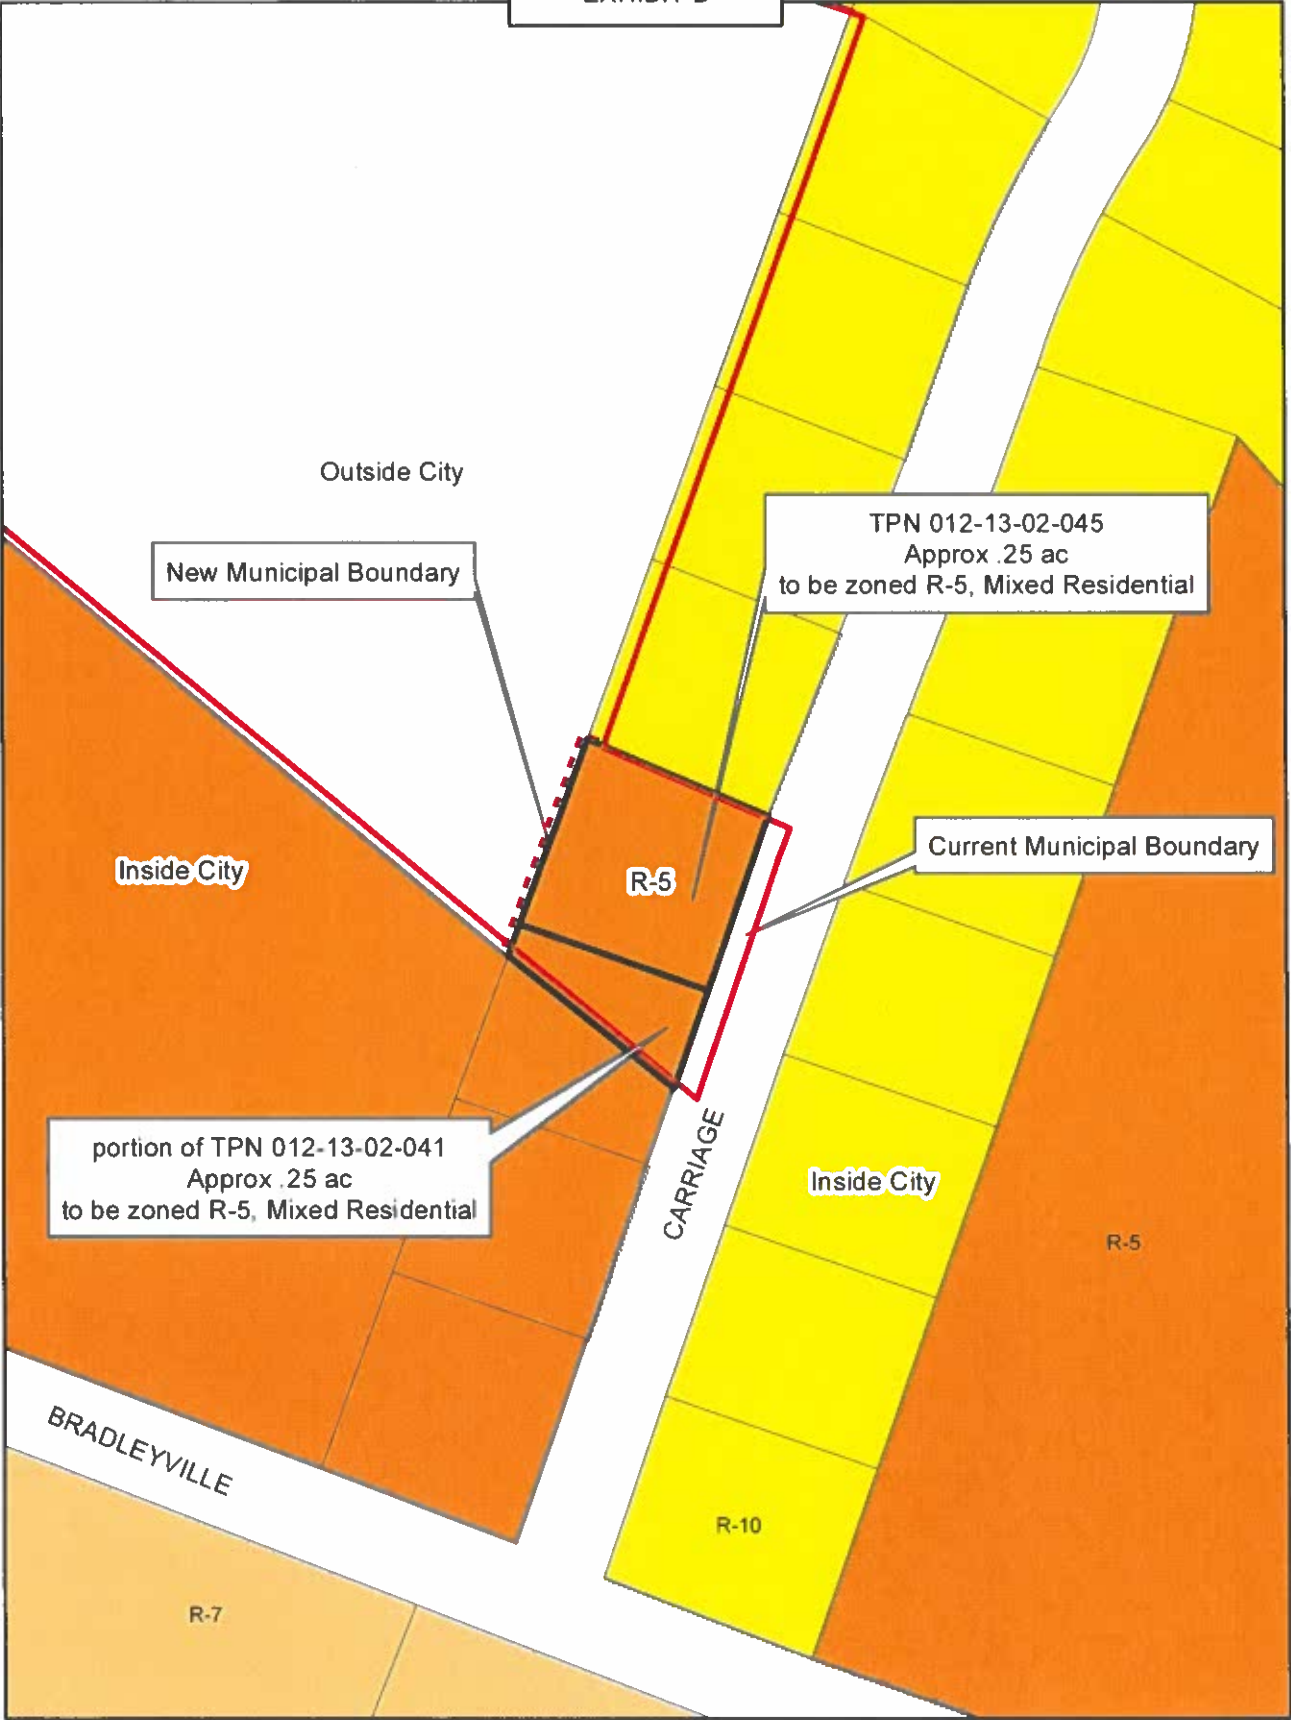 Outside City
New Municipal Boundary
TPN 012-13-02-045
Approx .25 ac
to be zoned R-5, Mixed Residential
Inside City
R-5
Current Municipal Boundary
portion of TPN 012-13-02-041
Approx .25 ac
to be zoned R-5, Mixed Residential
CARRIAGE
Inside City
R-5
BRADLEYVILLE
R-10
R-7